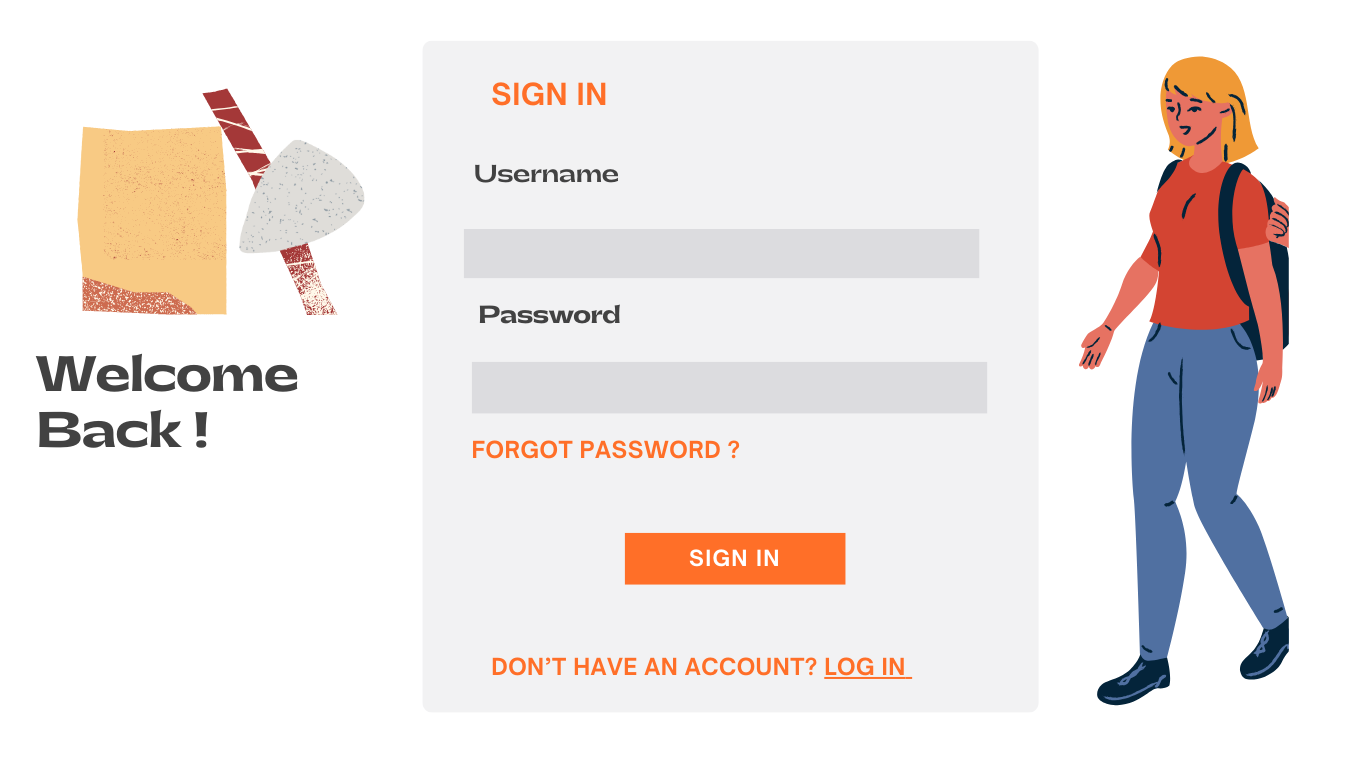 Welcome
Back !
SIGN IN
Username
Password
FORGOT PASSWORD ?
SIGN IN
DON’T HAVE AN ACCOUNT? LOG IN